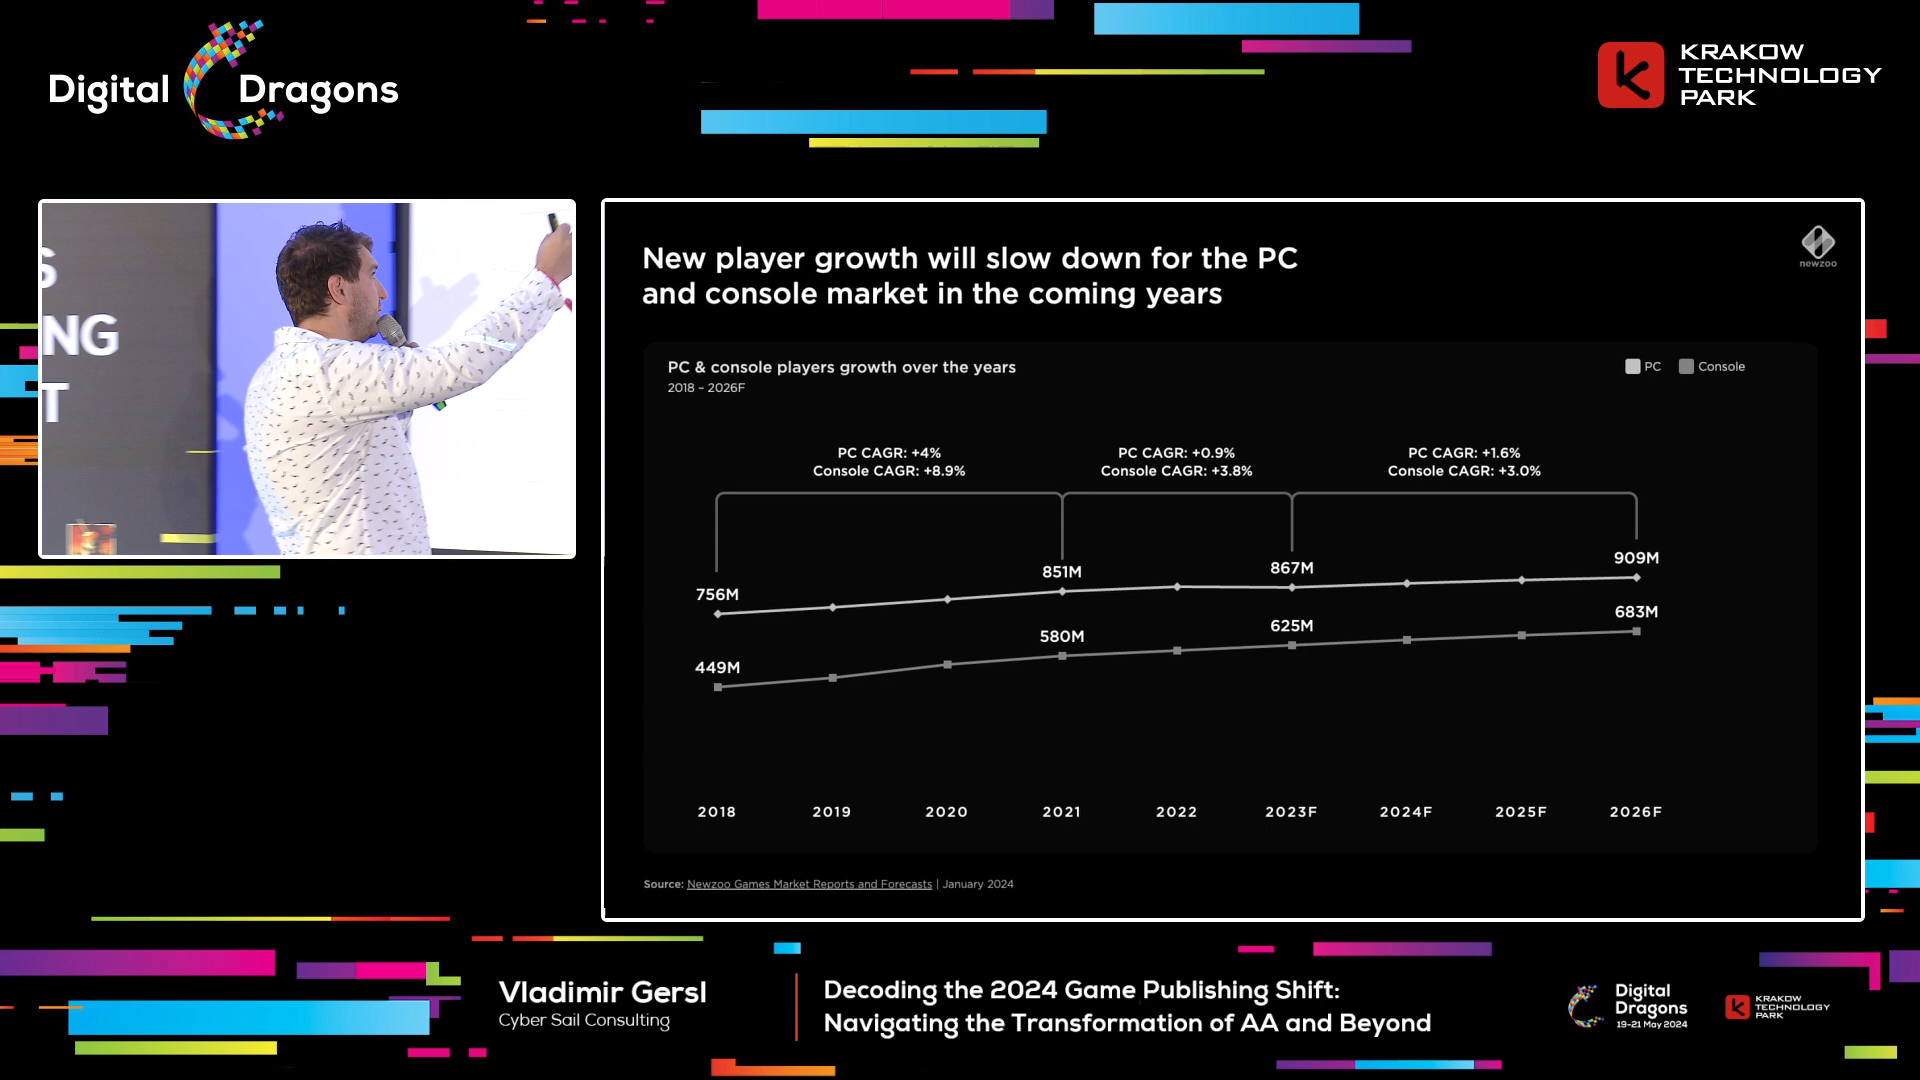 Digital Dragons
KRAKOW
TECHNOLOGY
PARK
S
NG
T
New player growth will slow down for the PC
and console market in the coming years
newzoo
PC & console players growth over the years
2018 – 2026F
PC Console
PC CAGR: +4%
Console CAGR: +8.9%
PC CAGR: +0.9%
Console CAGR: +3.8%
PC CAGR: +1.6%
Console CAGR: +3.0%
756M
851M
867M
909M
449M
580M
625M
683M
2018 2019 2020 2021 2022 2023F 2024F 2025F 2026F
Source: Newzoo Games Market Reports and Forecasts | January 2024
Vladimir Gersl
Cyber Sail Consulting
Decoding the 2024 Game Publishing Shift:
Navigating the Transformation of AA and Beyond
Digital
Dragons
19-21 May 2024
KRAKOW
TECHNOLOGY
PARK